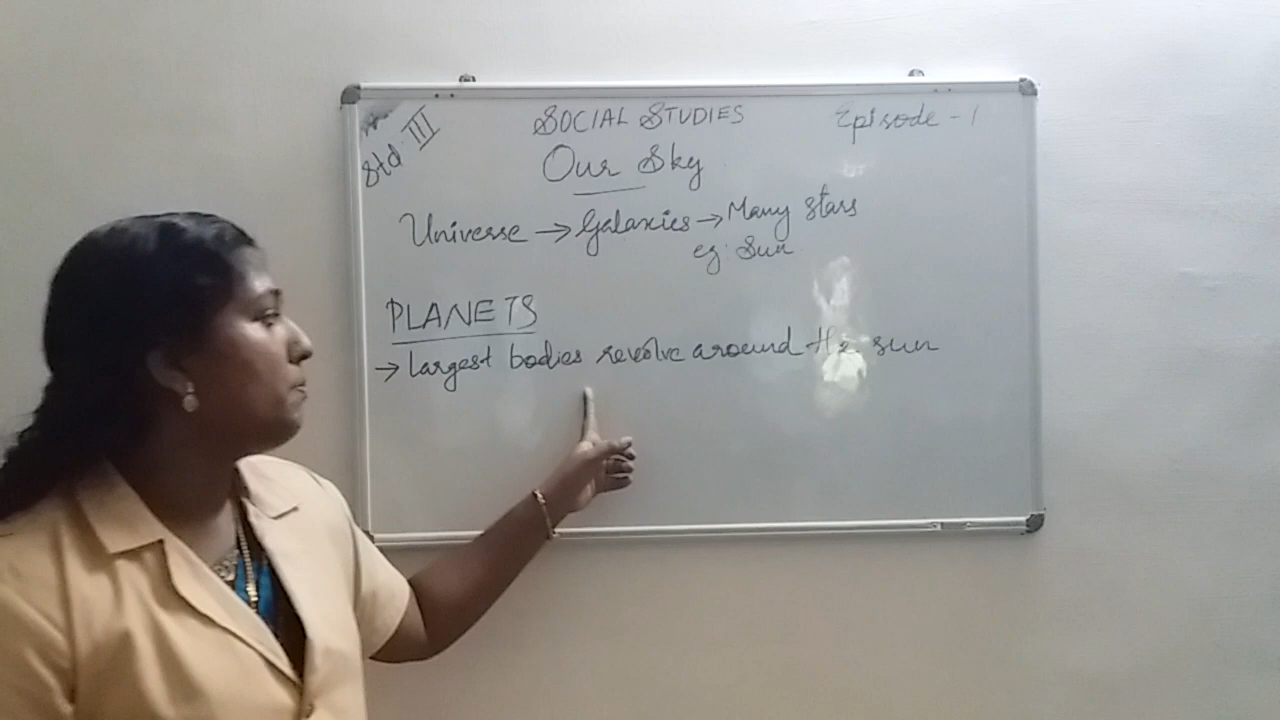 Std III
SOCIAL STUDIES
Episode - 1
Our Sky
Universe → Galaxies → Many stars
eg: Sun
PLANETS
→ largest bodies revolve around the sun